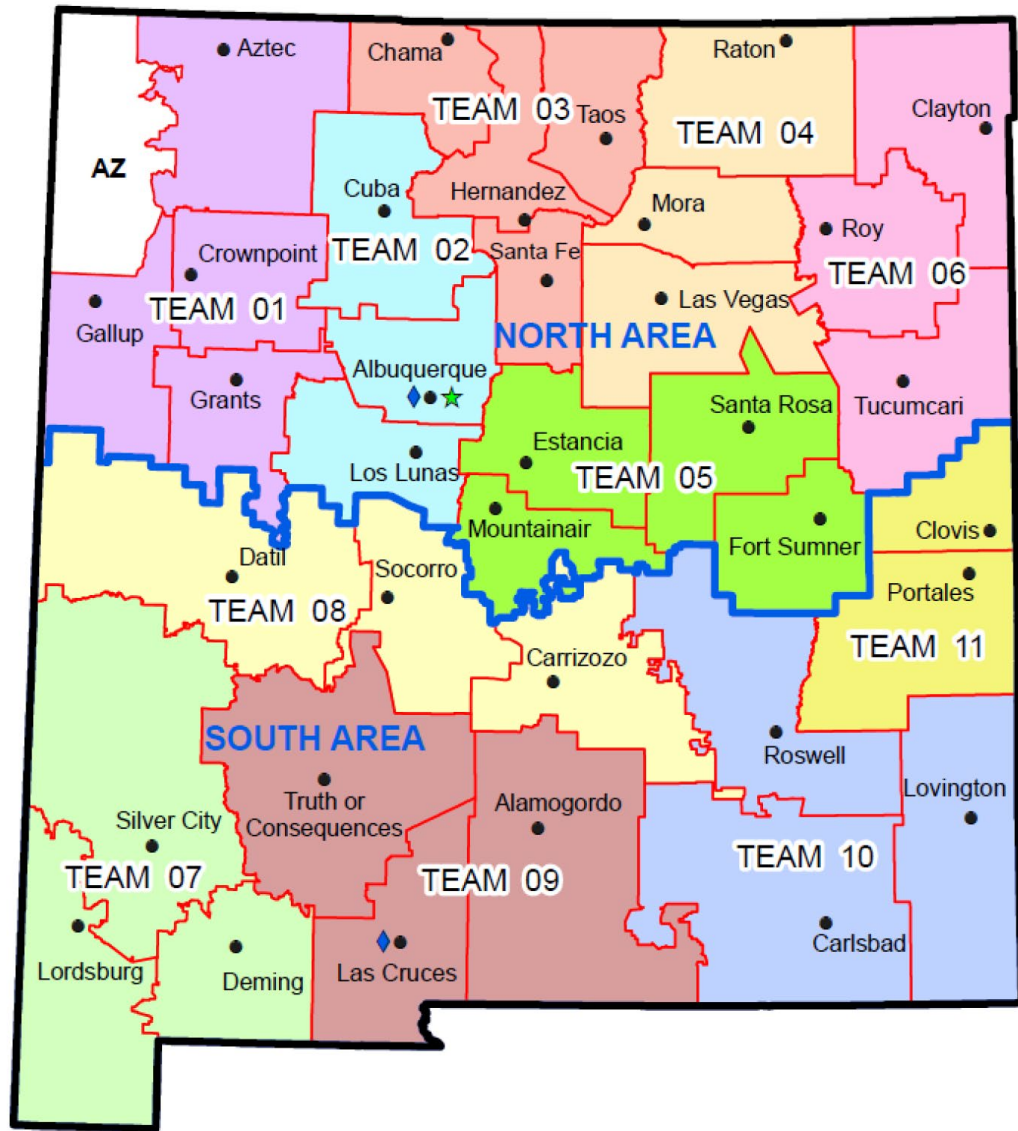 Aztec
Chama
Raton
TEAM 03
Taos
TEAM 04
Clayton
AZ
Cuba
Hernandez
Mora
Roy
TEAM 02
Santa Fe
Crownpoint
TEAM 06
TEAM 01
Las Vegas
Gallup
NORTH AREA
Albuquerque
Grants
Santa Rosa
Tucumcari
Estancia
Los Lunas
TEAM 05
Mountainair
Clovis
Fort Sumner
Datil
Socorro
Portales
TEAM 08
TEAM 11
Carrizozo
SOUTH AREA
Roswell
Lovington
Truth or
Consequences
Alamogordo
Silver City
TEAM 10
TEAM 07
TEAM 09
Carlsbad
Lordsburg
Deming
Las Cruces